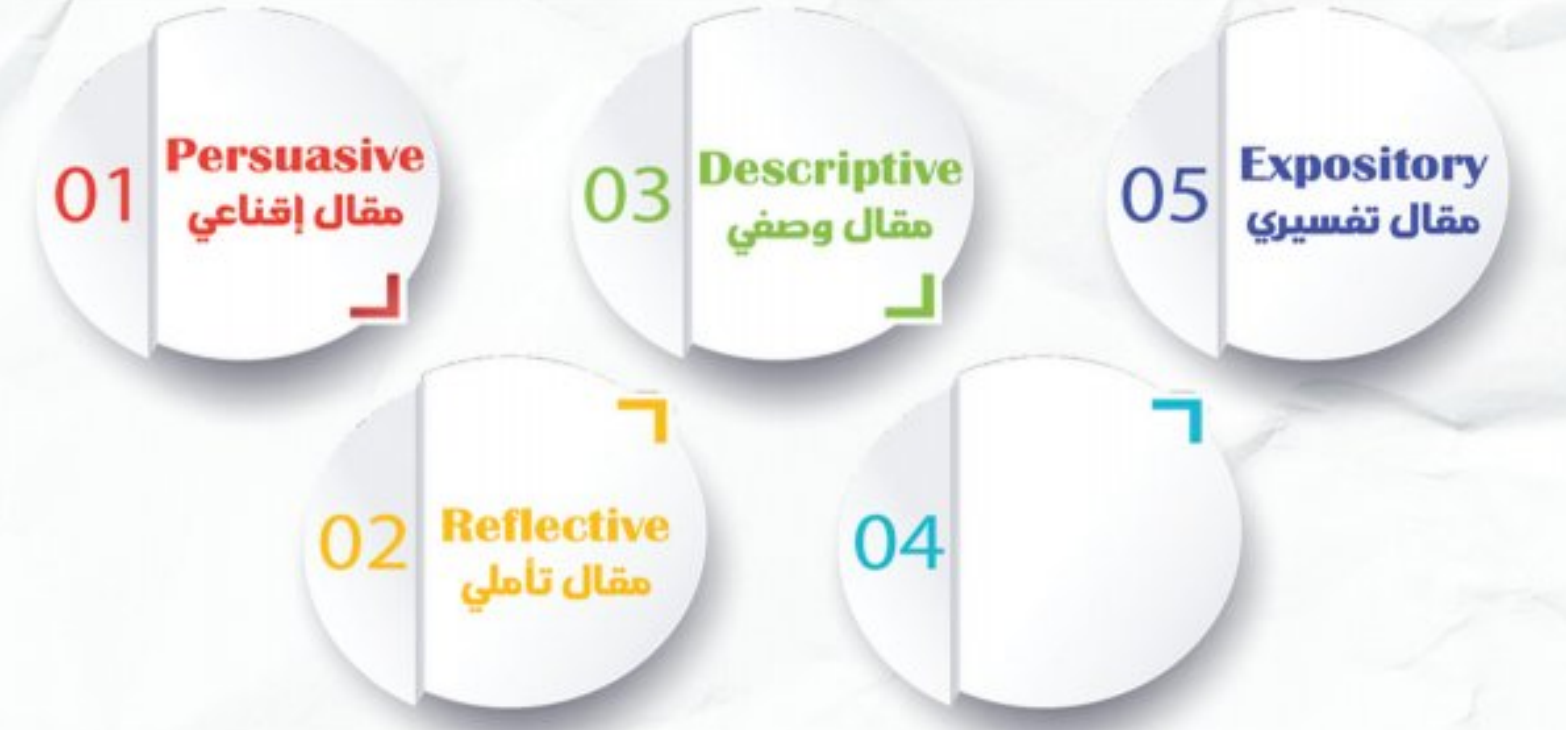 01
Persuasive
مقال إقناعي
02
Reflective
مقال تأملي
03
Descriptive
مقال وصفي
04
05
Expository
مقال تفسيري